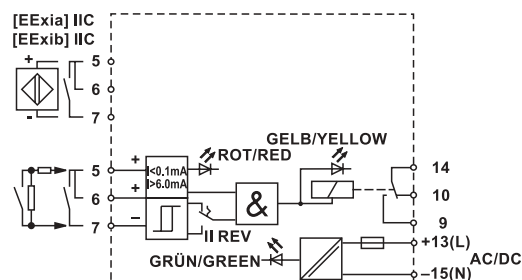 [EExia] IIC
[EExib] IIC
+
5
6
7
-
GELB/YELLOW
ROT/RED
5
+
I<0.1mA
I>6.0mA
6
+
7
−
&
II REV
GRÜN/GREEN
14
10
9
+13(L)
AC/DC
−15(N)